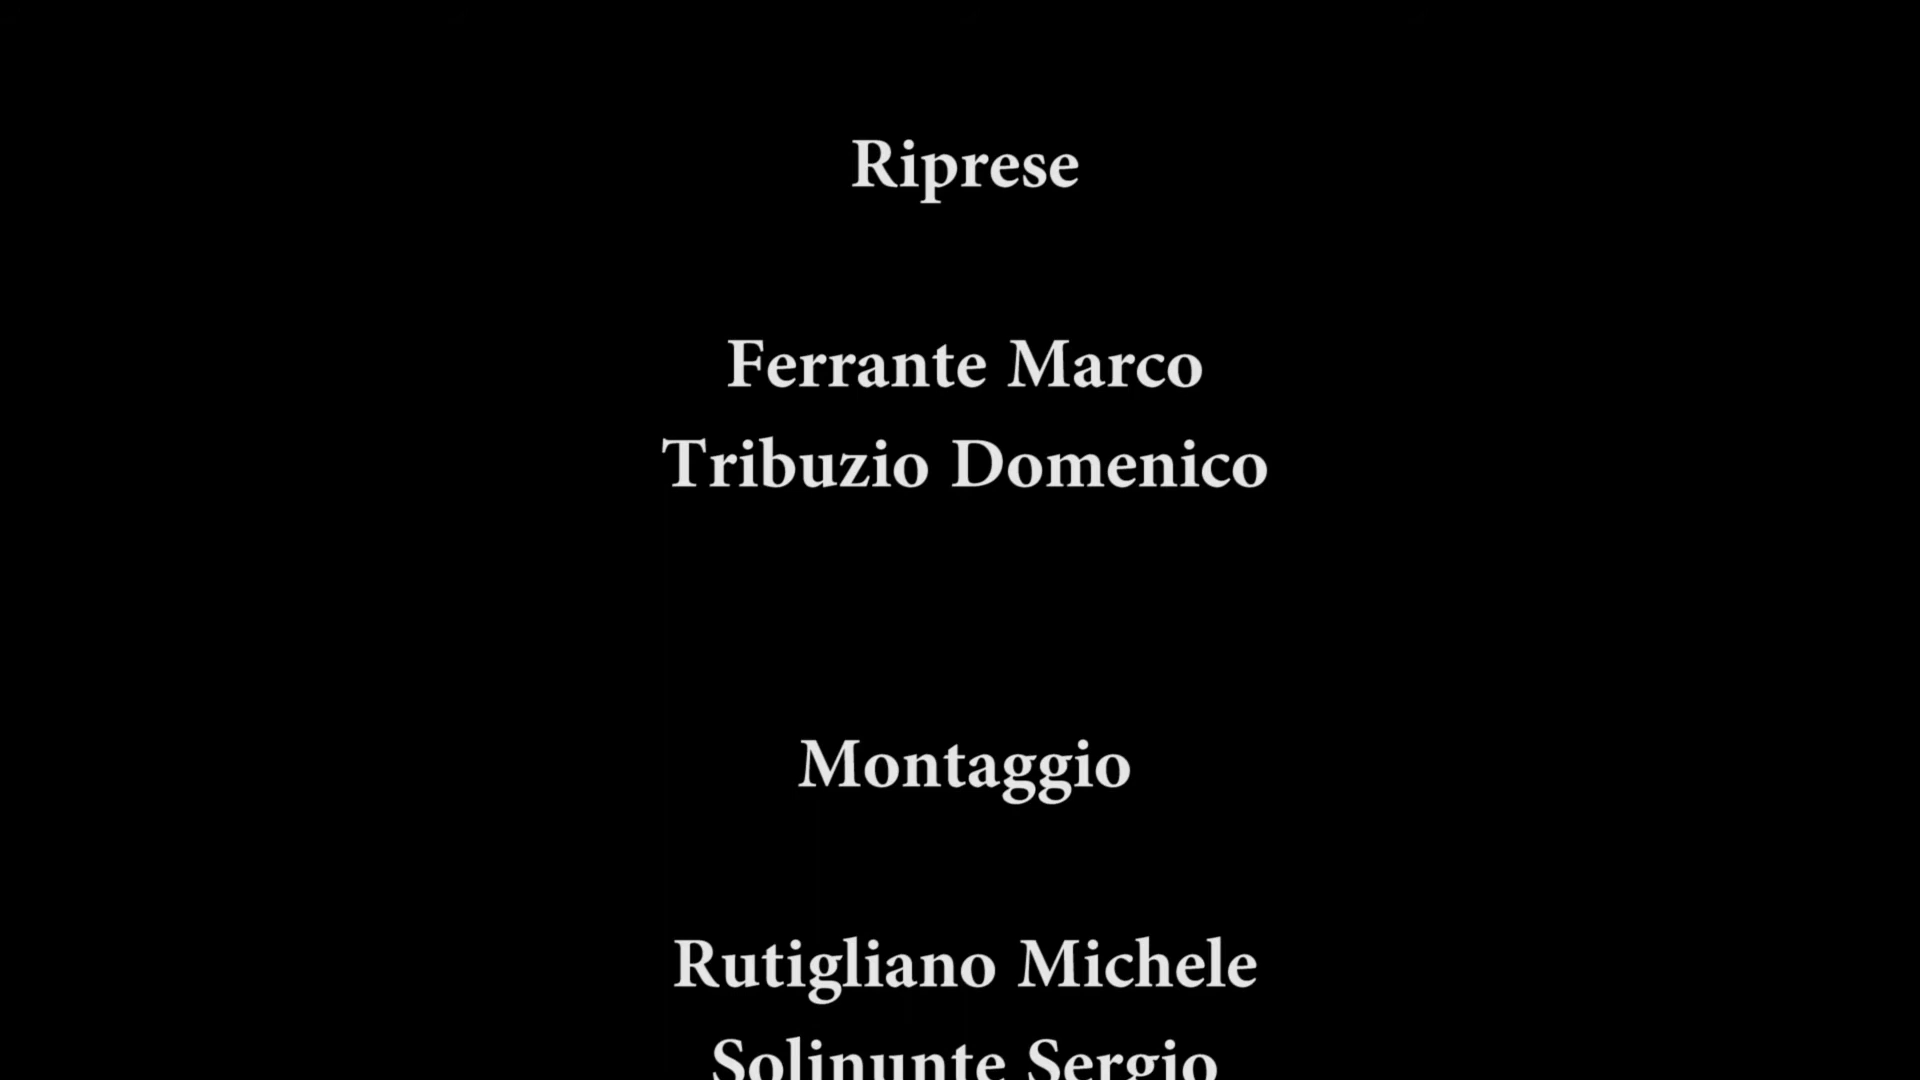 Riprese
Ferrante Marco
Tribuzio Domenico
Montaggio
Rutigliano Michele
Solinunte Sergio